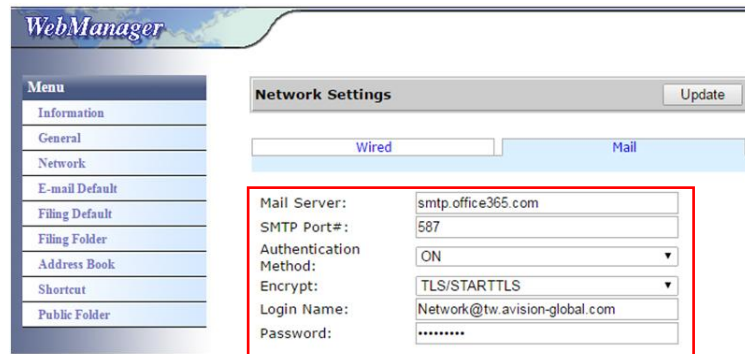 WebManager
Menu
Information
General
Network
E-mail Default
Filing Default
Filing Folder
Address Book
Shortcut
Public Folder
Network Settings Update
Wired Mail
Mail Server: smtp.office365.com
SMTP Port#: 587
Authentication
Method: ON
Encrypt: TLS/STARTTLS
Login Name: Network@tw.avision-global.com
Password: •••••••••